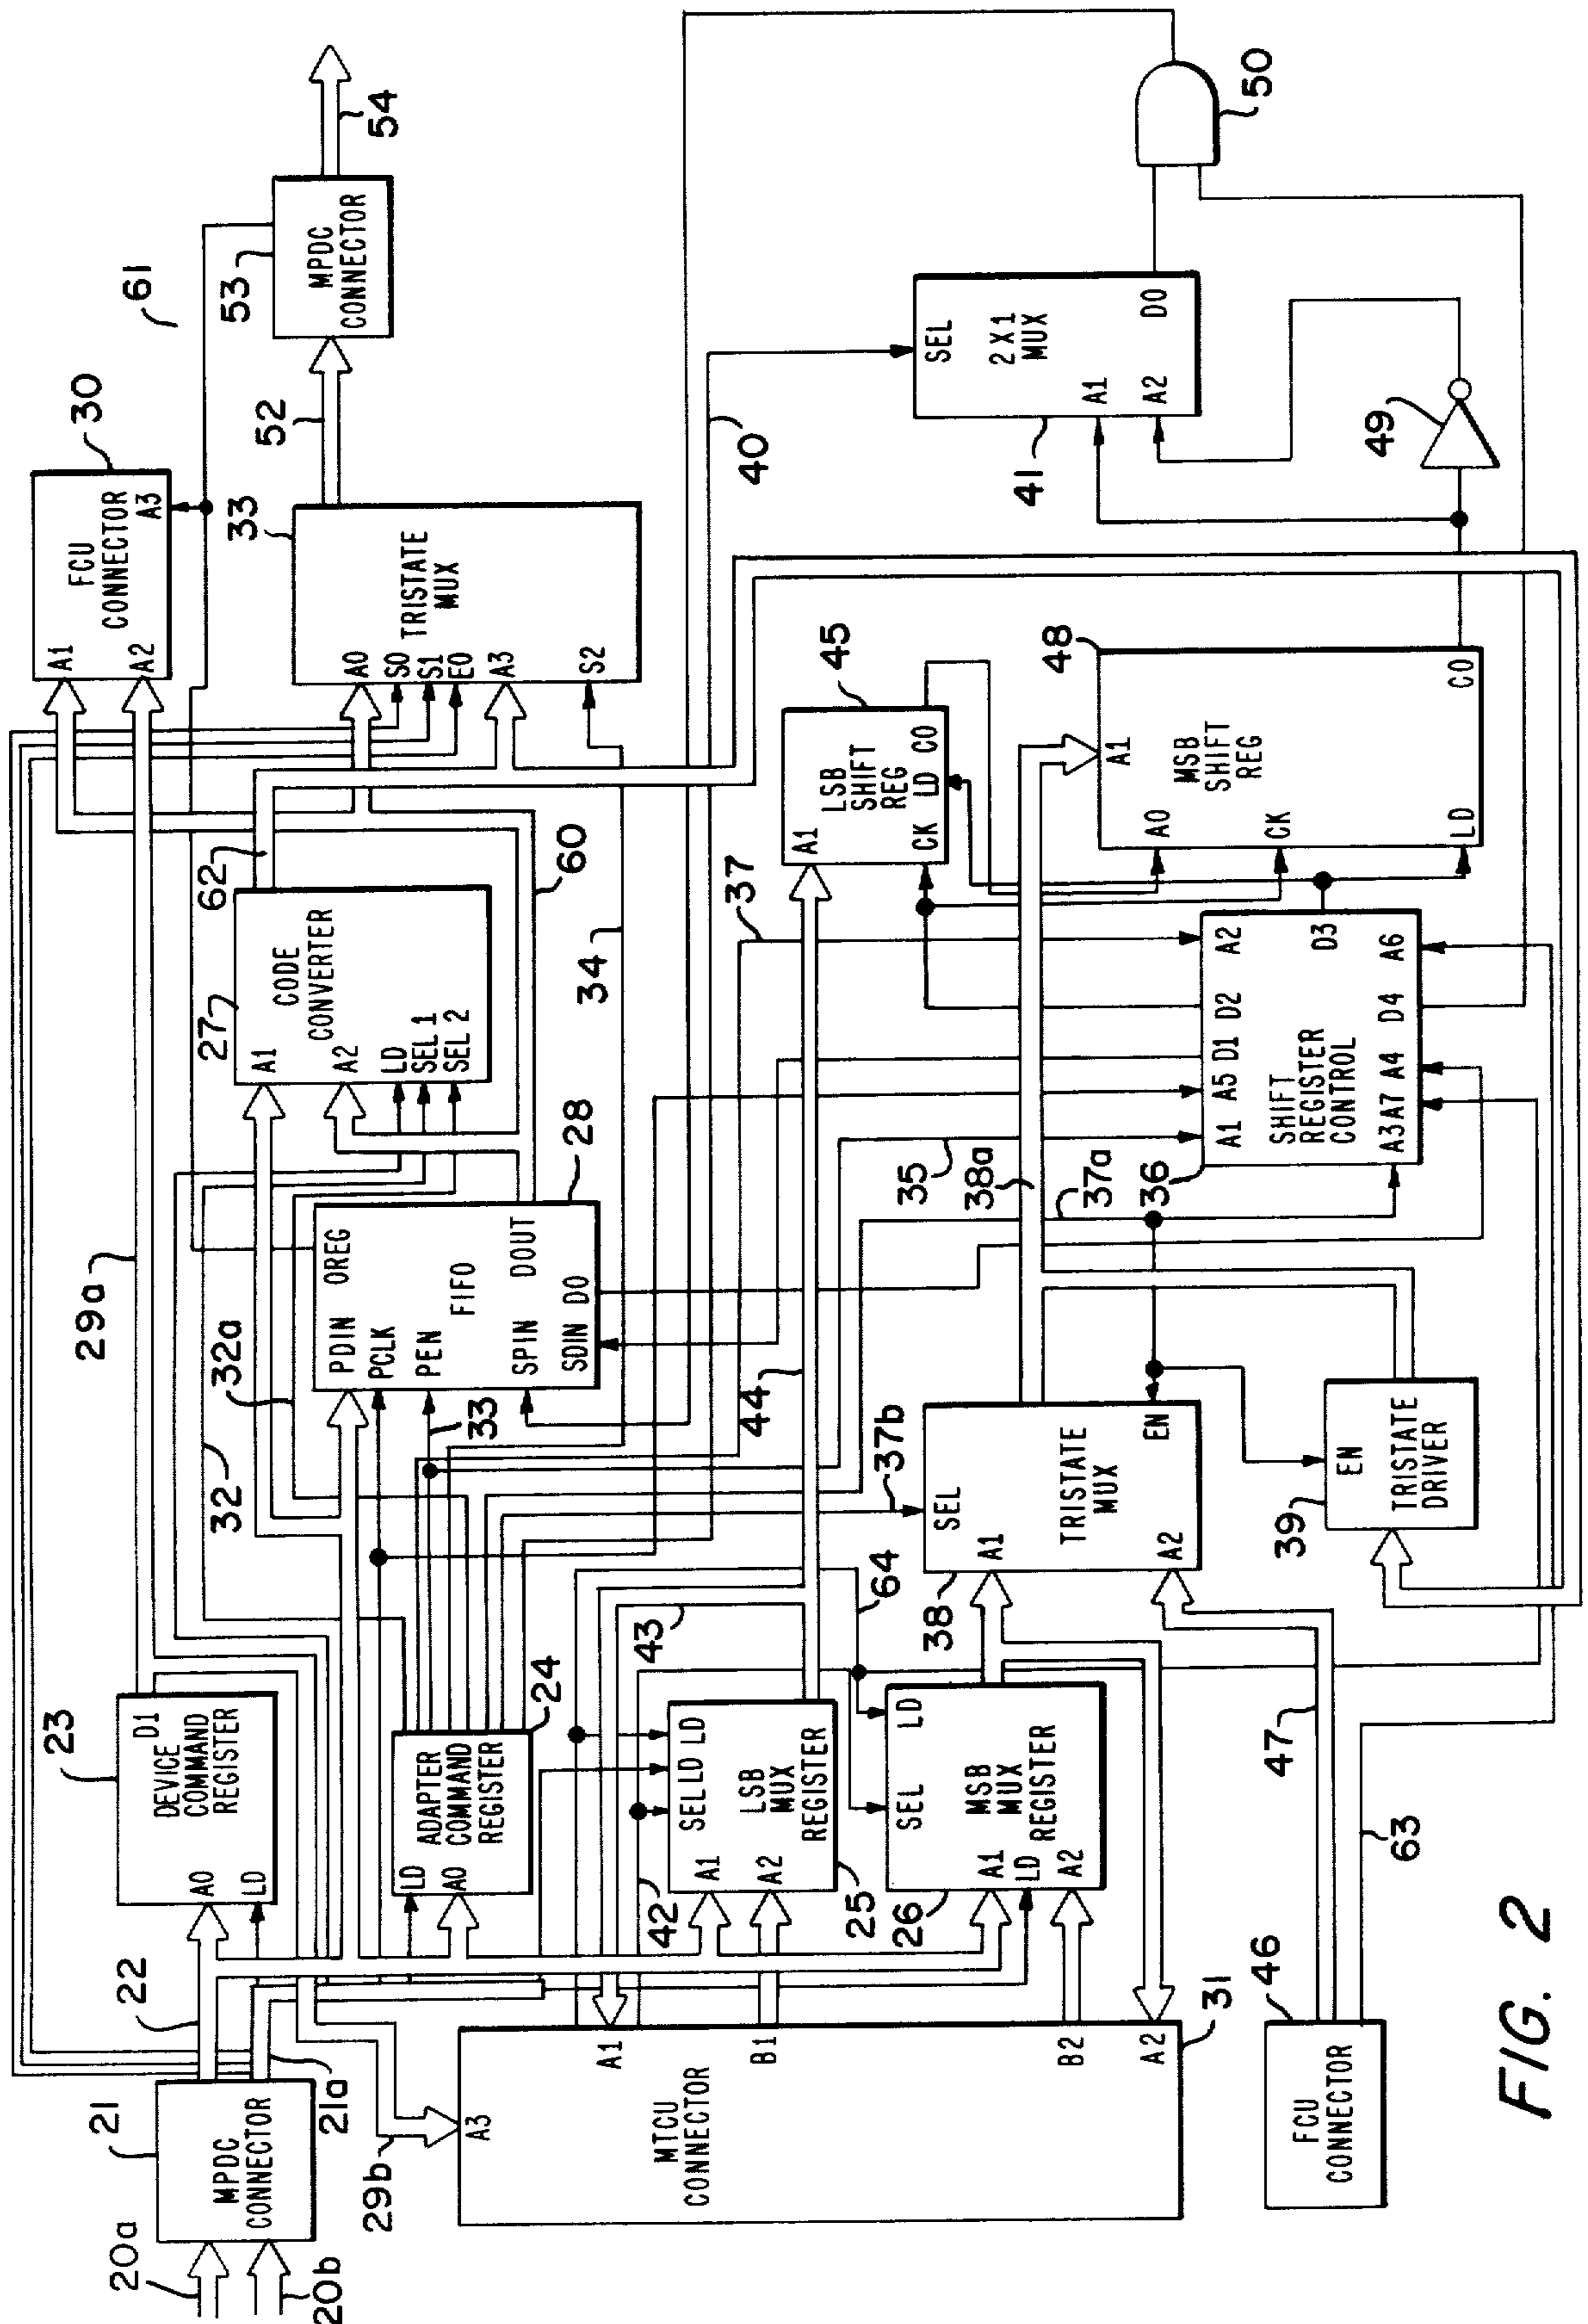 20a
20b
21
MPDC
CONNECTOR
21a
22
23
D1
DEVICE
COMMAND
REGISTER
A0
LD
29a
29b
32
32a
24
ADAPTER
COMMAND
REGISTER
LD
A0
27
CODE
CONVERTER
A1
A2
LD
SEL 1
SEL 2
62
28
PDIN
OREG
PCLK
PEN
FIFO
SPIN
DOUT
SDIN
D0
33
60
34
30
FCU
CONNECTOR
A1
A2
A3
33
TRISTATE
MUX
A0
S0
S1
E0
A3
S2
52
53
MPDC
CONNECTOR
54
61
31
MTCU
CONNECTOR
A3
A1
B1
B2
A2
42
43
25
SEL
LD
LD
LSB
MUX
REGISTER
A1
A2
26
SEL
LD
MSB
MUX
REGISTER
A1
LD
A2
64
44
37
45
LSB
SHIFT
REG
A1
CK
LD
CO
40
41
SEL
2X1
MUX
A1
A2
D0
50
37b
38
SEL
A1
TRISTATE
MUX
A2
EN
35
38a
37a
36
A1
A5
D1
D2
A2
SHIFT
REGISTER
CONTROL
D3
A3
A7
A4
D4
A6
48
A1
MSB
SHIFT
REG
A0
CK
LD
CO
49
39
EN
TRISTATE
DRIVER
46
FCU
CONNECTOR
47
63
FIG. 2